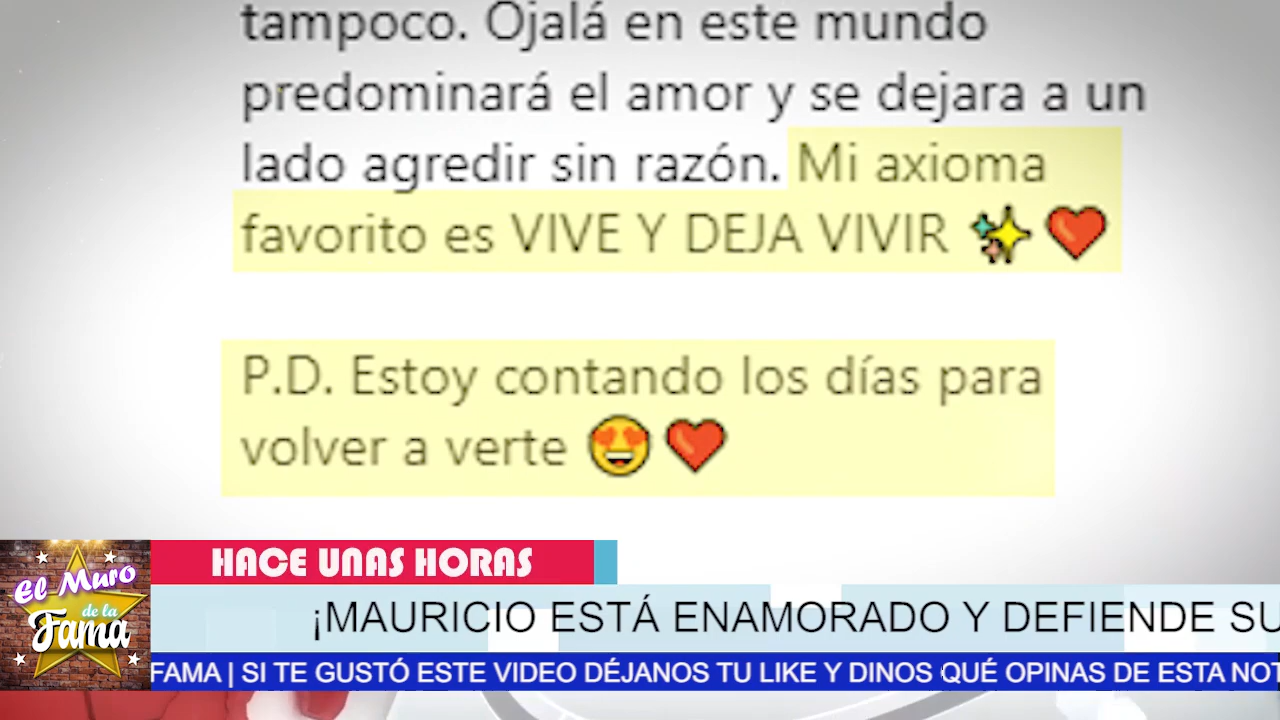 tampoco. Ojalá en este mundo
predominará el amor y se dejara a un
lado agredir sin razón. Mi axioma
favorito es VIVE Y DEJA VIVIR ✨❤️
P.D. Estoy contando los días para
volver a verte 😍❤️
HACE UNAS HORAS
El Muro
de la
Fama
¡MAURICIO ESTÁ ENAMORADO Y DEFIENDE SU
FAMA | SI TE GUSTÓ ESTE VIDEO DÉJANOS TU LIKE Y DINOS QUÉ OPINAS DE ESTA NOT